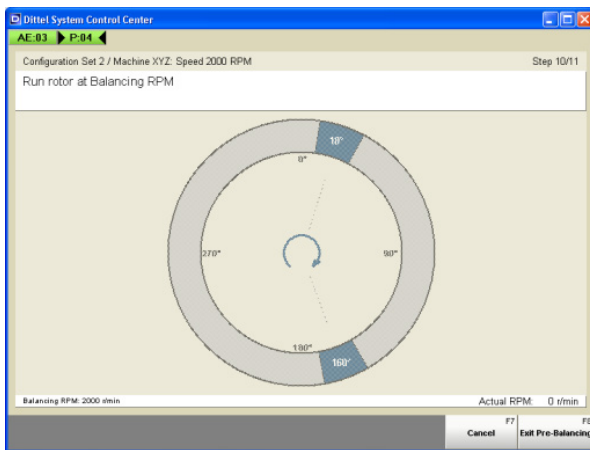 Dittel System Control Center
AE:03 P:04
Configuration Set 2 / Machine XYZ: Speed 2000 RPM Step 10/11
Run rotor at Balancing RPM
18°
0°
270° 90°
180°
160°
Balancing RPM: 2000 r/min Actual RPM: 0 r/min
F7 F8
Cancel Exit Pre-Balancing